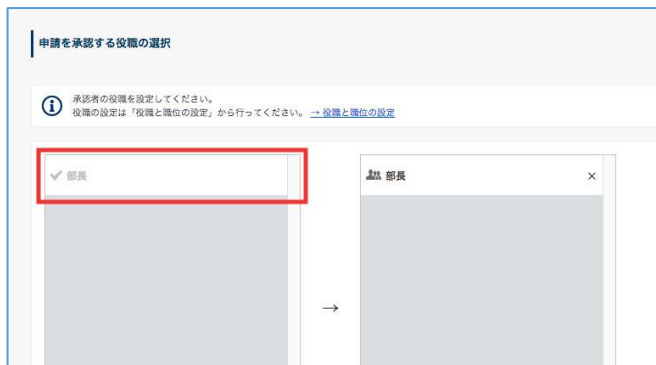 申請を承認する役職の選択
承認者の役職を設定してください。
役職の設定は「役職と職位の設定」から行ってください。 → 役職と職位の設定
部長
部長 ×
→